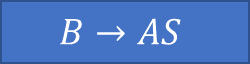 B → AS